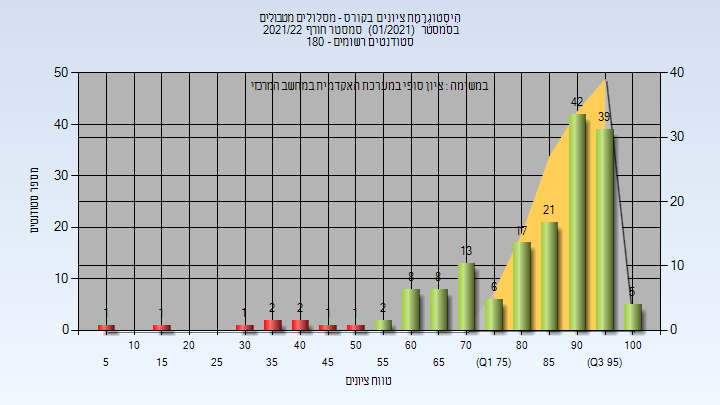 היסטוגרמת ציונים בקורס - מסלולים מטבולים
בסמסטר (01/2021) סמסטר חורף 2021/22
סטודנטים רשומים - 180
במשימה : ציון סופי במערכת האקדמית במחשב המרכזי
מספר סטודנטים
50
40
30
20
10
0
40
30
20
10
0
1 1 1 2 2 1 1 2 8 8 13 6 17 21 42 39 5
10 20 30 40 50 60 70 80 90 100
5 15 25 35 45 55 65 (Q1 75) 85 (Q3 95)
טווח ציונים